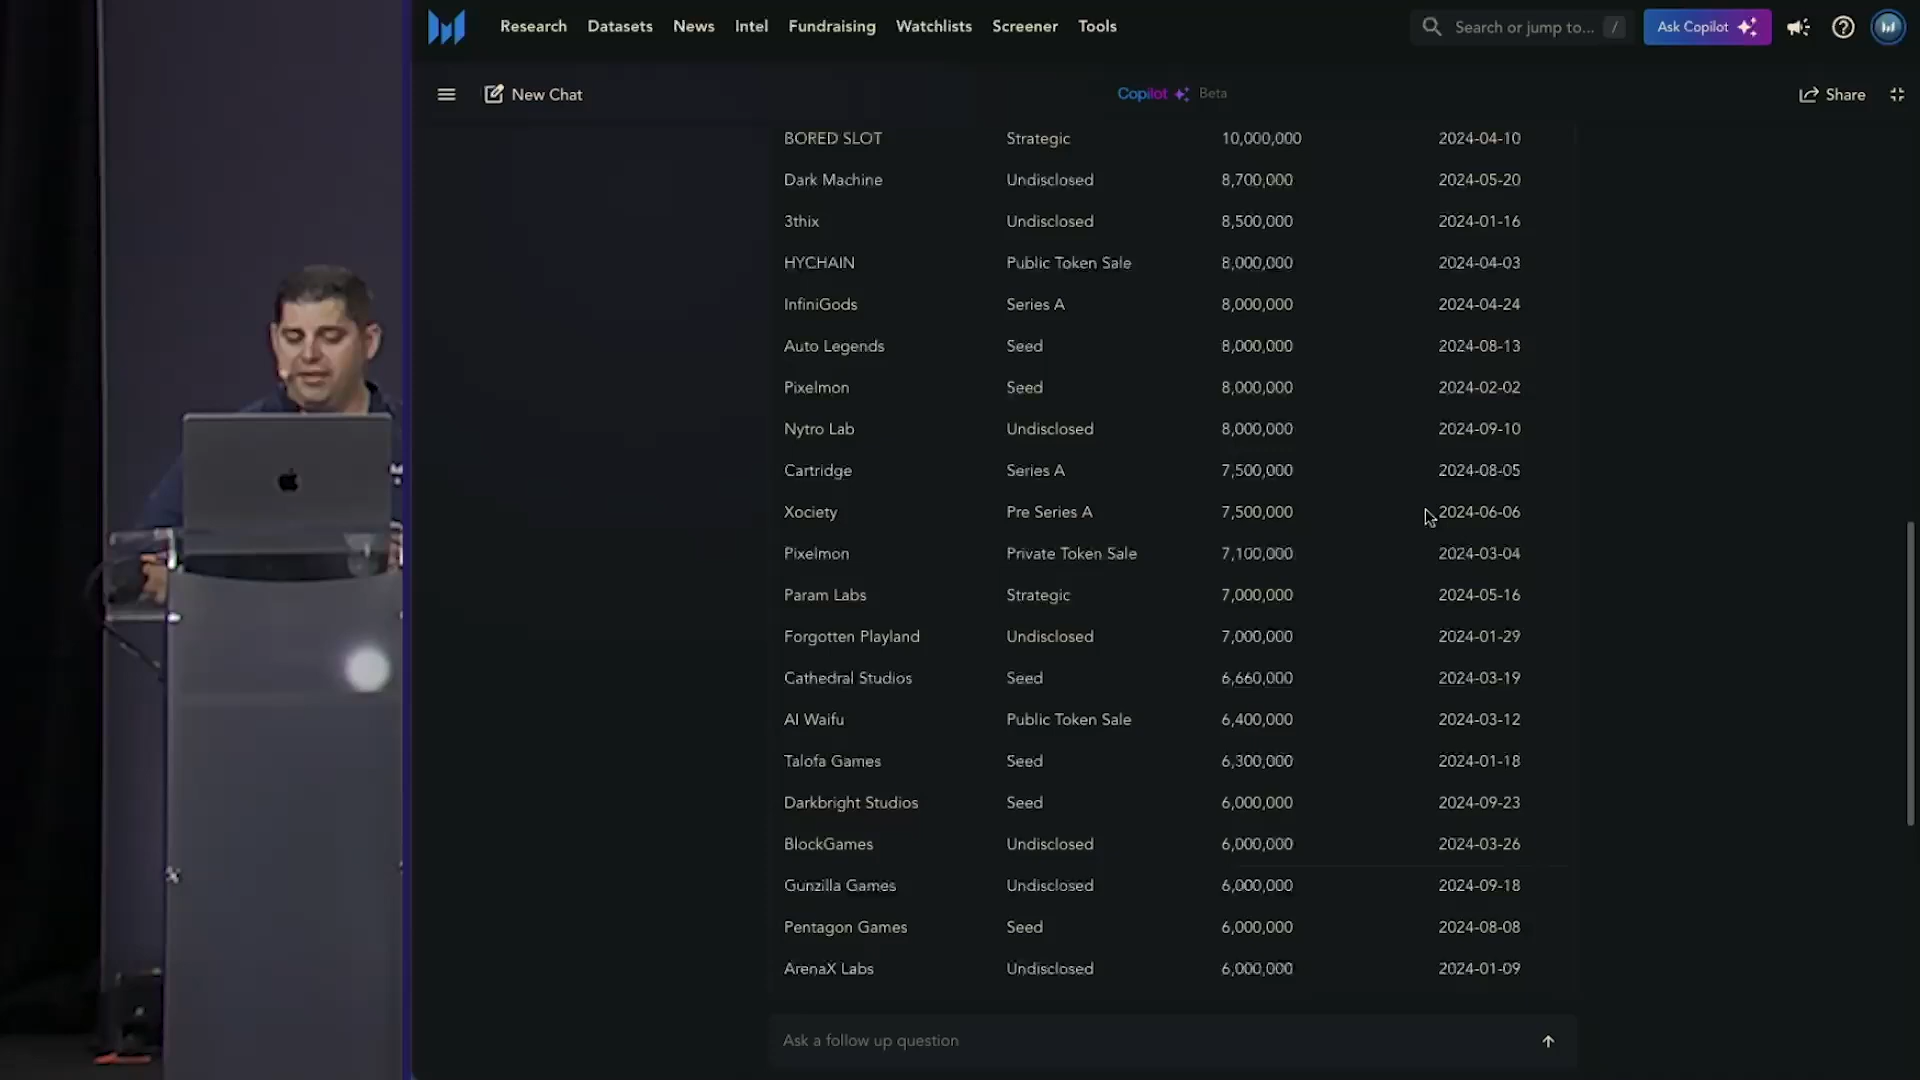 Research Datasets News Intel Fundraising Watchlists Screener Tools Search or jump to... / Ask Copilot
New Chat Copilot Beta Share
BORED SLOT Strategic 10,000,000 2024-04-10
Dark Machine Undisclosed 8,700,000 2024-05-20
3thix Undisclosed 8,500,000 2024-01-16
HYCHAIN Public Token Sale 8,000,000 2024-04-03
InfiniGods Series A 8,000,000 2024-04-24
Auto Legends Seed 8,000,000 2024-08-13
Pixelmon Seed 8,000,000 2024-02-02
Nytro Lab Undisclosed 8,000,000 2024-09-10
Cartridge Series A 7,500,000 2024-08-05
Xociety Pre Series A 7,500,000 2024-06-06
Pixelmon Private Token Sale 7,100,000 2024-03-04
Param Labs Strategic 7,000,000 2024-05-16
Forgotten Playland Undisclosed 7,000,000 2024-01-29
Cathedral Studios Seed 6,660,000 2024-03-19
AI Waifu Public Token Sale 6,400,000 2024-03-12
Talofa Games Seed 6,300,000 2024-01-18
Darkbright Studios Seed 6,000,000 2024-09-23
BlockGames Undisclosed 6,000,000 2024-03-26
Gunzilla Games Undisclosed 6,000,000 2024-09-18
Pentagon Games Seed 6,000,000 2024-08-08
ArenaX Labs Undisclosed 6,000,000 2024-01-09
Ask a follow up question